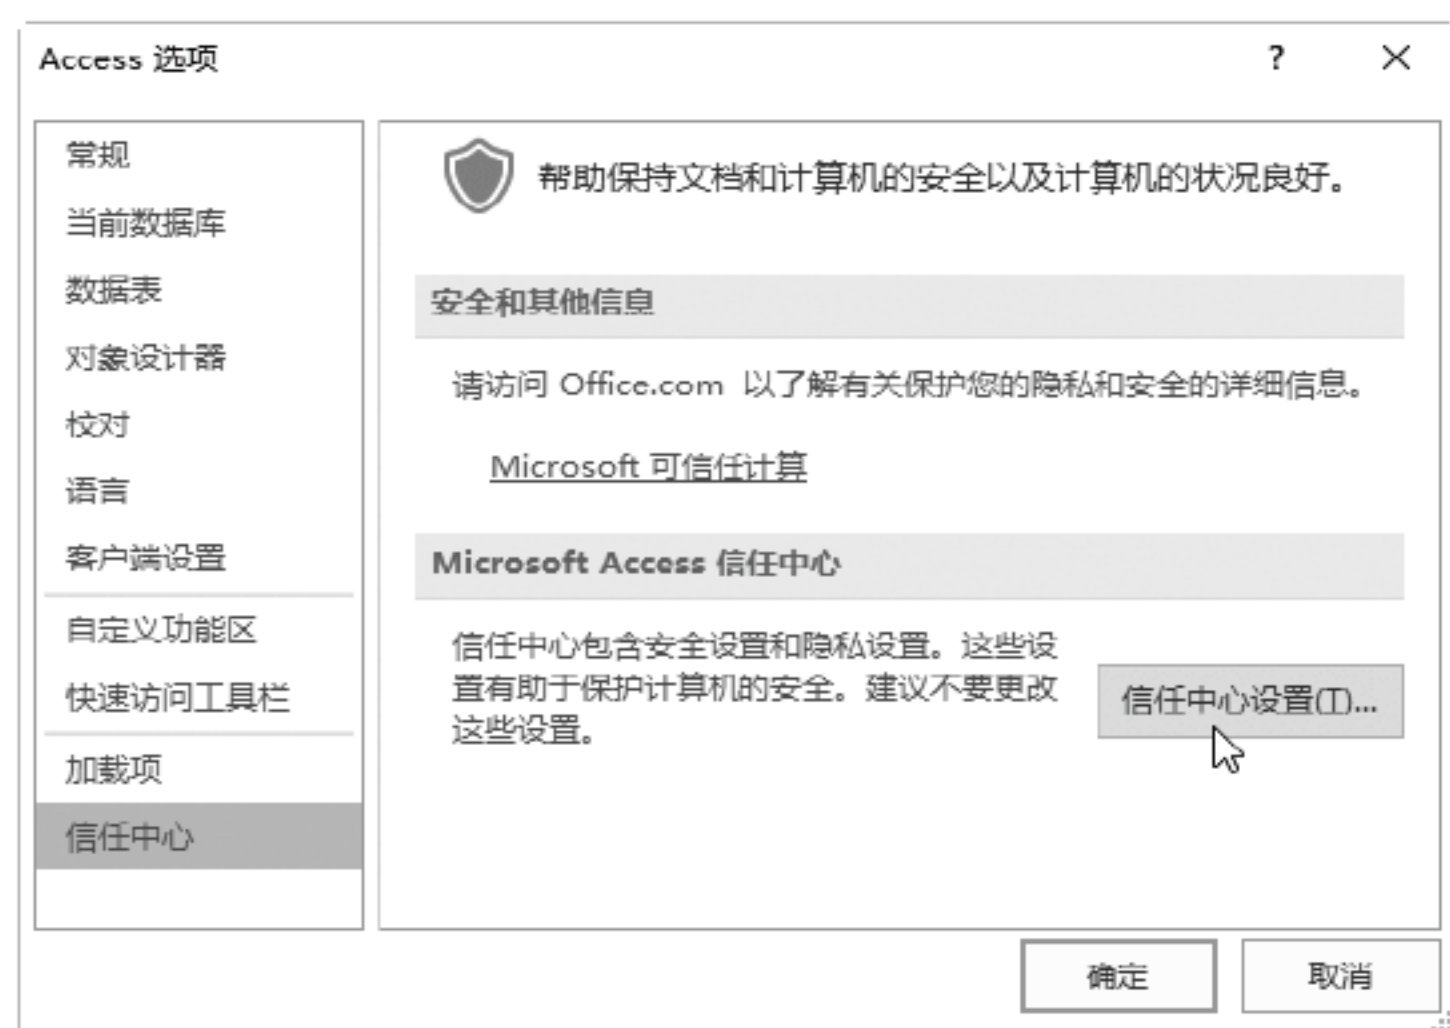 Access 选项
?
常规
当前数据库
数据表
对象设计器
校对
语言
客户端设置
自定义功能区
快速访问工具栏
加载项
信任中心
帮助保持文档和计算机的安全以及计算机的状况良好。
安全和其他信息
请访问 Office.com 以了解有关保护您的隐私和安全的详细信息。
Microsoft 可信任计算
Microsoft Access 信任中心
信任中心包含安全设置和隐私设置。这些设
置有助于保护计算机的安全。建议不要更改
这些设置。
信任中心设置(T)...
确定
取消